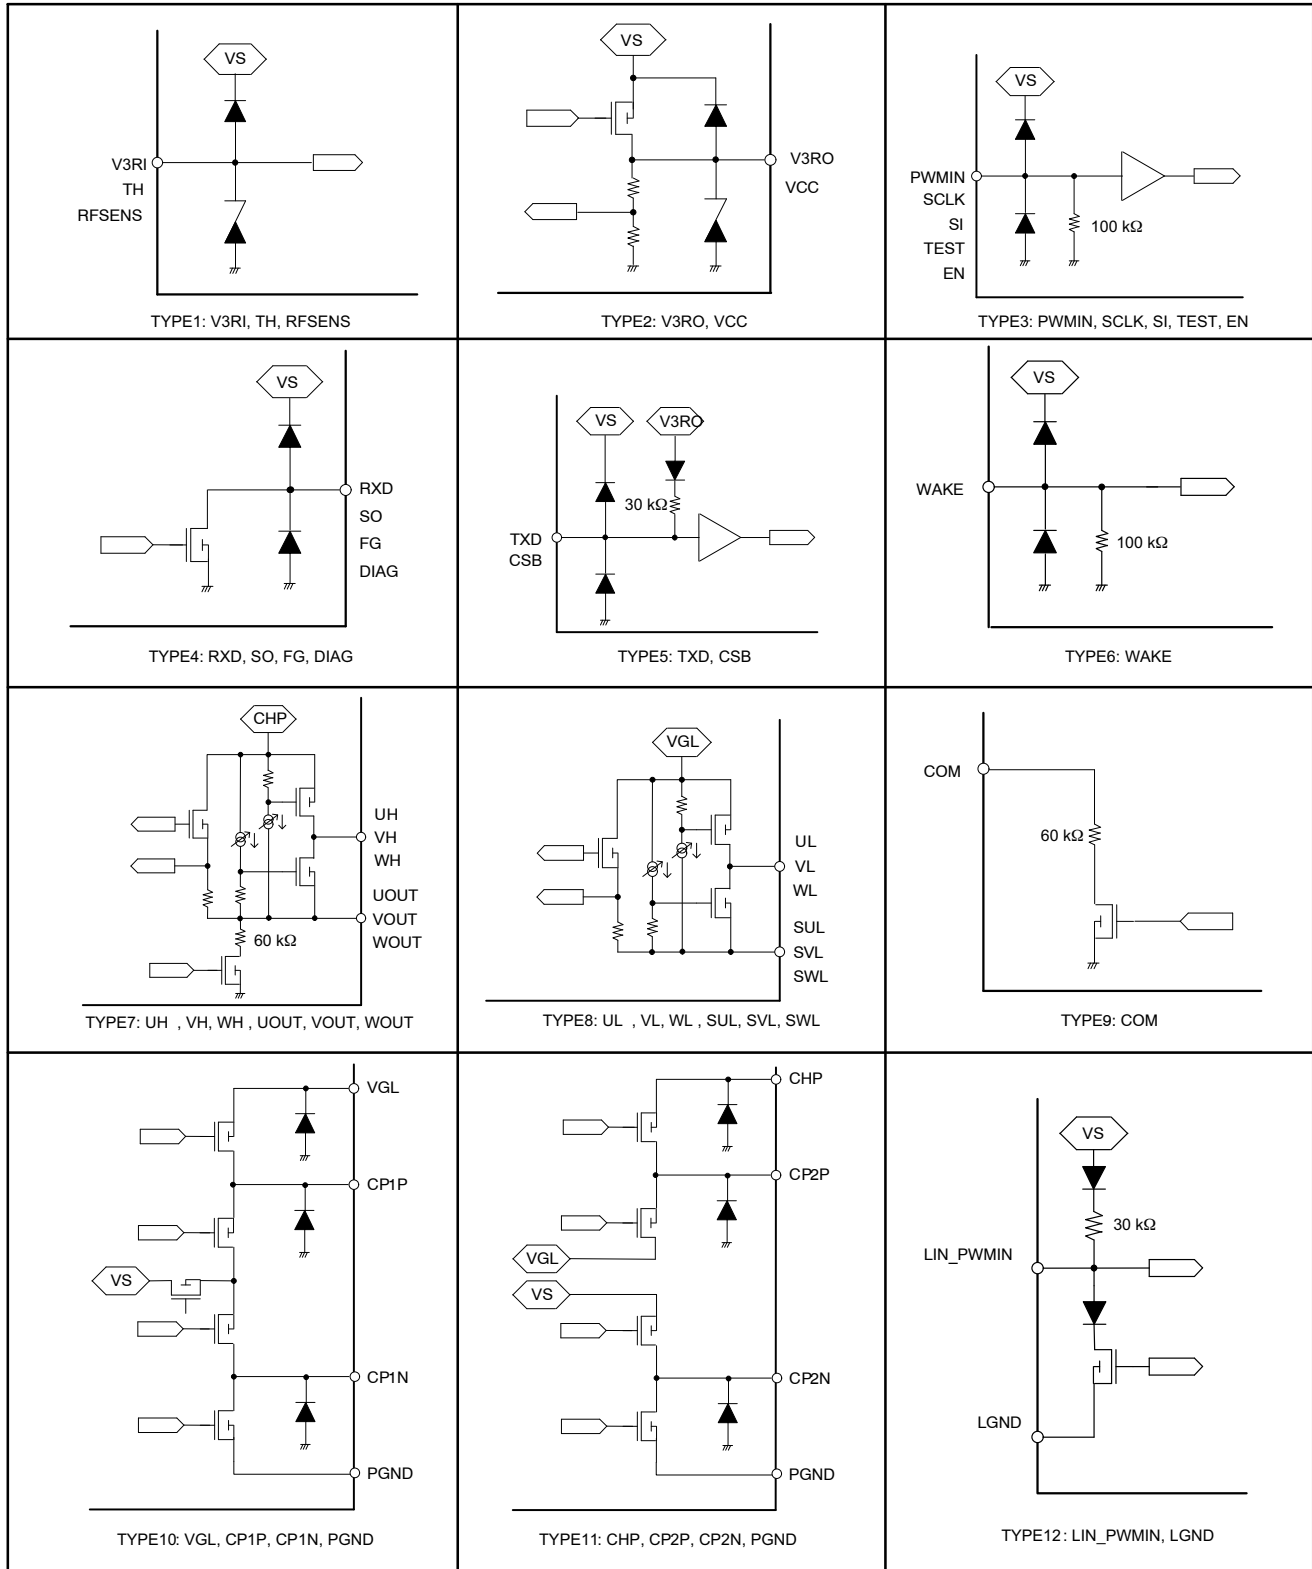 VS
V3RI
TH
RFSENS
TYPE1: V3RI, TH, RFSENS
VS
V3RO
VCC
TYPE2: V3RO, VCC
VS
PWMIN
SCLK
SI
TEST
EN
100 kΩ
TYPE3: PWMIN, SCLK, SI, TEST, EN
VS
RXD
SO
FG
DIAG
TYPE4: RXD, SO, FG, DIAG
VS
V3RO
30 kΩ
TXD
CSB
TYPE5: TXD, CSB
VS
WAKE
100 kΩ
TYPE6: WAKE
CHP
UH
VH
WH
UOUT
VOUT
WOUT
60 kΩ
TYPE7: UH , VH, WH , UOUT, VOUT, WOUT
VGL
UL
VL
WL
SUL
SVL
SWL
TYPE8: UL , VL, WL , SUL, SVL, SWL
COM
60 kΩ
TYPE9: COM
VGL
CP1P
VS
CP1N
PGND
TYPE10: VGL, CP1P, CP1N, PGND
CHP
CP2P
VGL
VS
CP2N
PGND
TYPE11: CHP, CP2P, CP2N, PGND
VS
30 kΩ
LIN_PWMIN
LGND
TYPE12: LIN_PWMIN, LGND